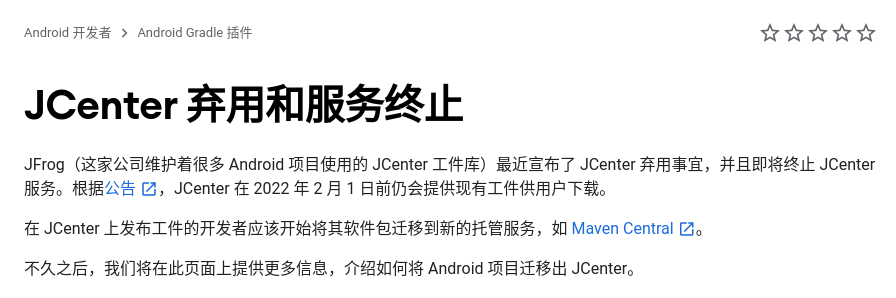 Android 开发者 > Android Gradle 插件
JCenter 弃用和服务终止
JFrog（这家公司维护着很多 Android 项目使用的 JCenter 工件库）最近宣布了 JCenter 弃用事宜，并且即将终止 JCenter
服务。根据公告，JCenter 在 2022 年 2 月 1 日前仍会提供现有工件供用户下载。
在 JCenter 上发布工件的开发者应该开始将其软件包迁移到新的托管服务，如 Maven Central。
不久之后，我们将在此页面上提供更多信息，介绍如何将 Android 项目迁移出 JCenter。